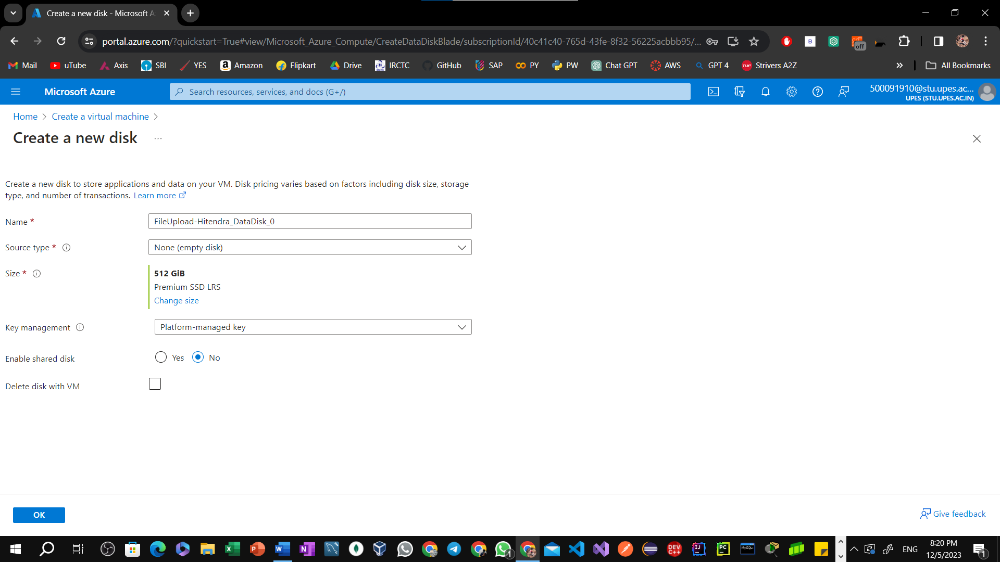 Create a new disk - Microsoft A
portal.azure.com/?quickstart=True#view/Microsoft_Azure_Compute/CreateDataDiskBlade/subscriptionId/40c41c40-765d-43fe-8f32-56225acbbb95/...
off
Mail uTube Axis SBI YES Amazon Flipkart Drive IRCTC GitHub SAP PY PW Chat GPT AWS GPT 4 Strivers A2Z All Bookmarks
Microsoft Azure
Search resources, services, and docs (G+/)
500091910@stu.upes.ac...
UPES (STU.UPES.AC.IN)
Home > Create a virtual machine >
Create a new disk ...
Create a new disk to store applications and data on your VM. Disk pricing varies based on factors including disk size, storage
type, and number of transactions. Learn more
Name *
FileUpload-Hitendra_DataDisk_0
Source type *
None (empty disk)
Size *
512 GiB
Premium SSD LRS
Change size
Key management
Platform-managed key
Enable shared disk
Yes No
Delete disk with VM
OK
Give feedback
ENG
8:20 PM
12/5/2023
1